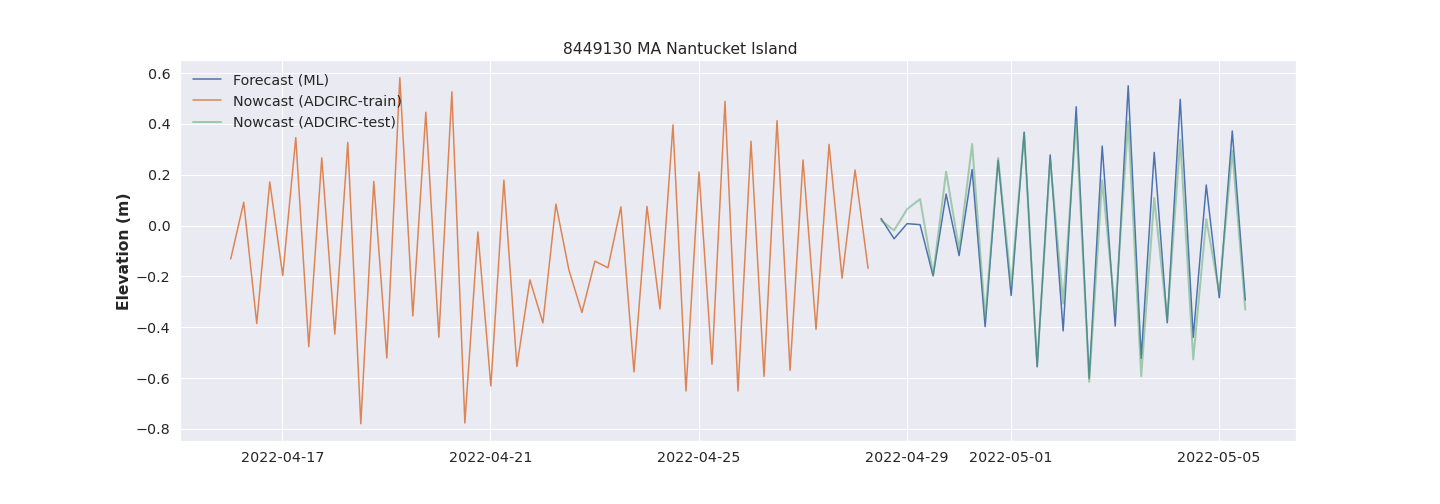 8449130 MA Nantucket Island
Forecast (ML)
Nowcast (ADCIRC-train)
Nowcast (ADCIRC-test)
Elevation (m)
0.6
0.4
0.2
0.0
−0.2
−0.4
−0.6
−0.8
2022-04-17
2022-04-21
2022-04-25
2022-04-29
2022-05-01
2022-05-05